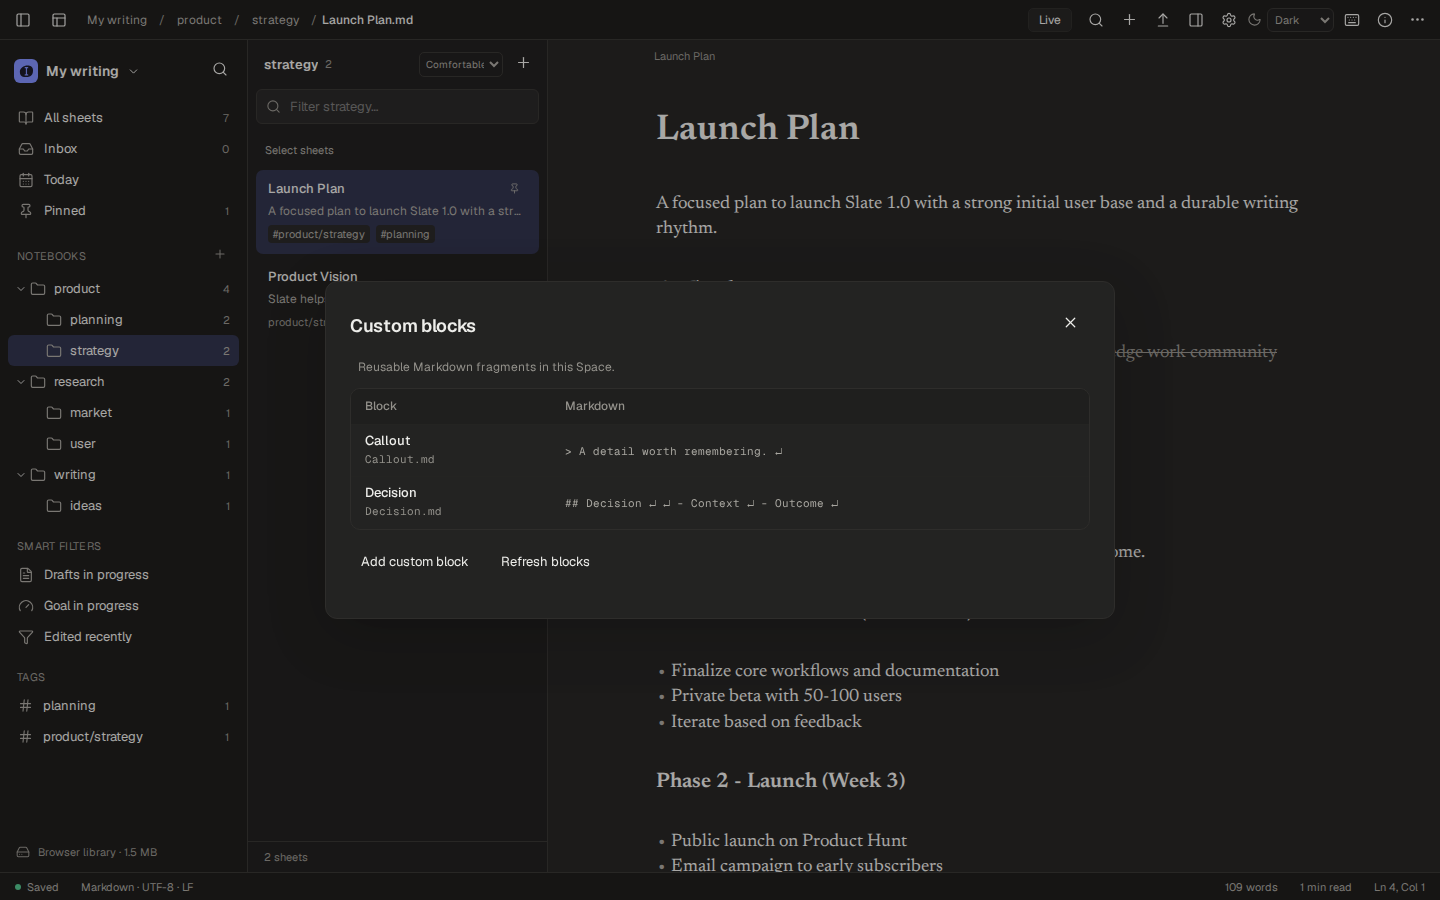 My writing / product / strategy / Launch Plan.md
Live
Dark
My writing
All sheets 7
Inbox 0
Today
Pinned 1
NOTEBOOKS
product 4
planning 2
strategy 2
research 2
market 1
user 1
writing 1
ideas 1
SMART FILTERS
Drafts in progress
Goal in progress
Edited recently
TAGS
# planning 1
# product/strategy 1
Browser library · 1.5 MB
strategy 2
Comfortable
Filter strategy…
Select sheets
Launch Plan
A focused plan to launch Slate 1.0 with a str…
#product/strategy #planning
Product Vision
Slate help
product/str
2 sheets
Launch Plan
Launch Plan
A focused plan to launch Slate 1.0 with a strong initial user base and a durable writing
rhythm.
dge work community
ome.
Custom blocks
Reusable Markdown fragments in this Space.
Block Markdown
Callout
Callout.md
> A detail worth remembering. ↵
Decision
Decision.md
## Decision ↵ ↵ - Context ↵ - Outcome ↵
Add custom block Refresh blocks
• Finalize core workflows and documentation
• Private beta with 50-100 users
• Iterate based on feedback
Phase 2 - Launch (Week 3)
• Public launch on Product Hunt
• Email campaign to early subscribers
Saved Markdown · UTF-8 · LF
109 words 1 min read Ln 4, Col 1